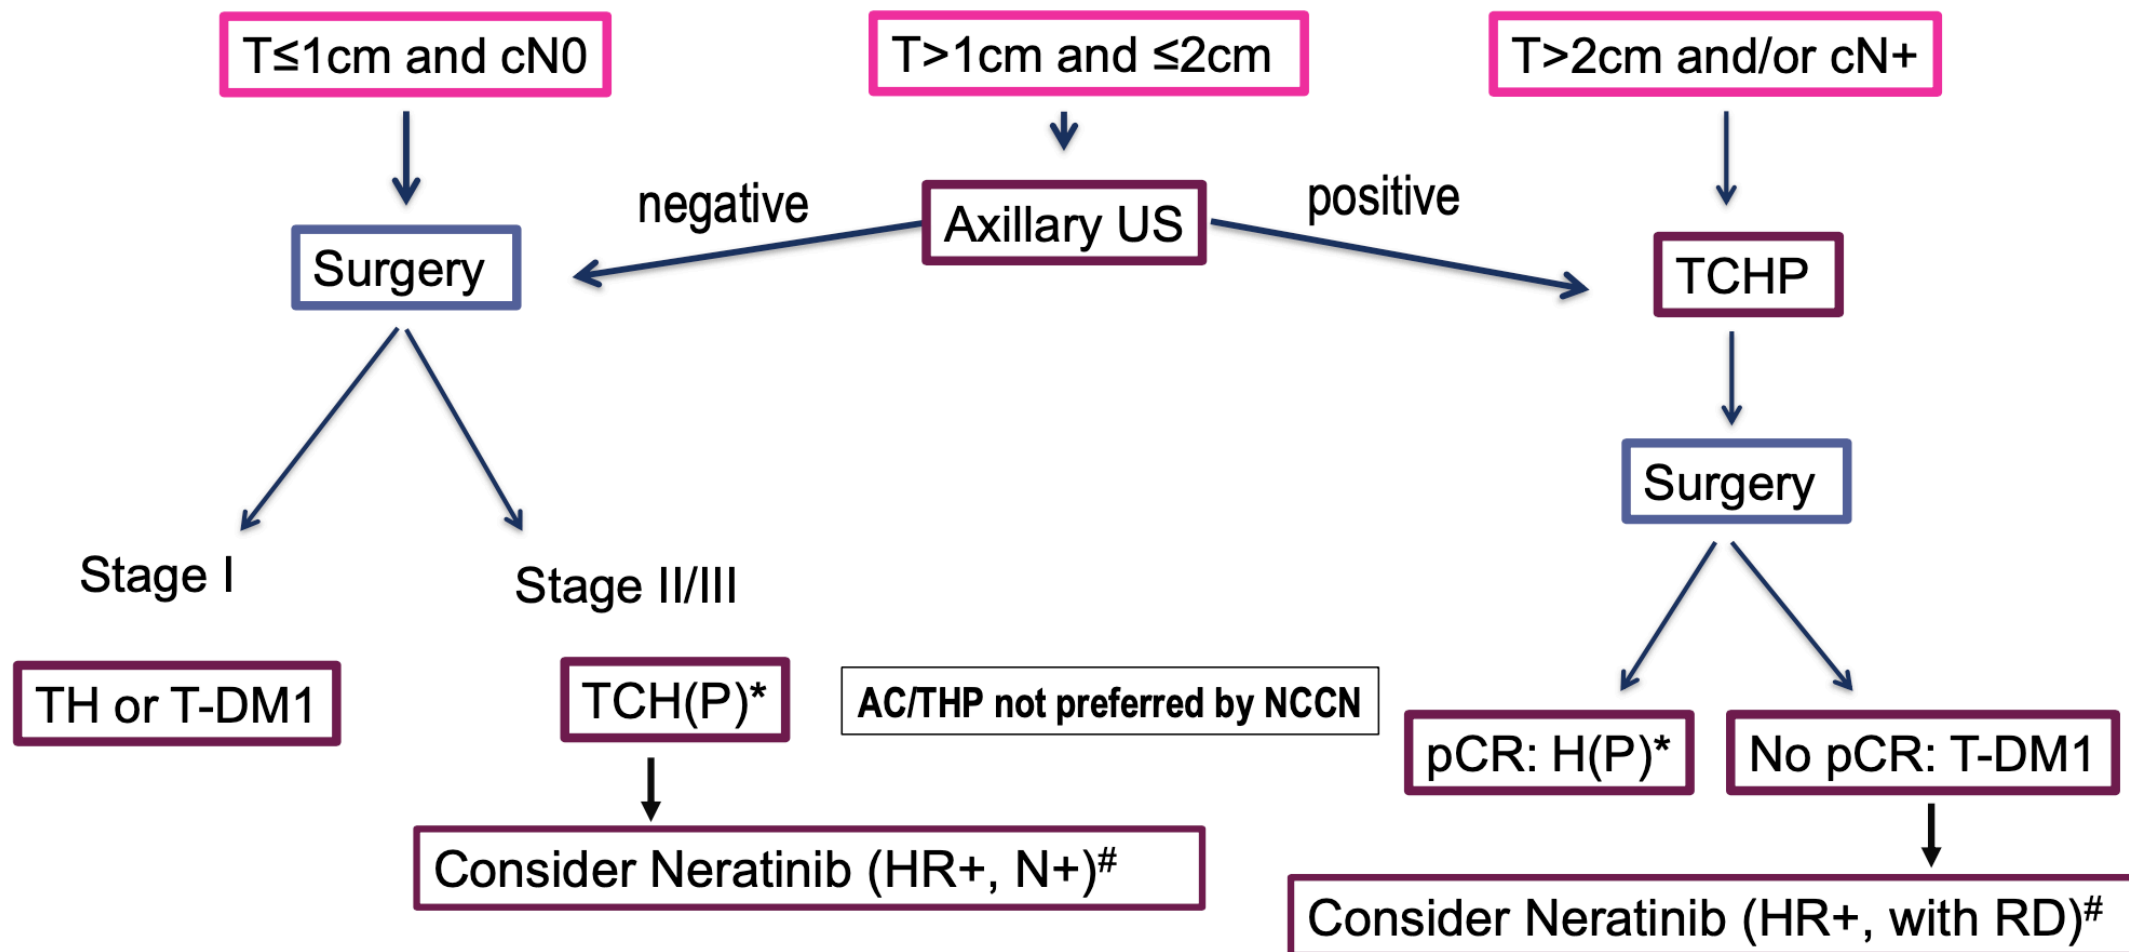 T≤1cm and cN0
T>1cm and ≤2cm
T>2cm and/or cN+
negative
Axillary US
positive
Surgery
TCHP
Surgery
Stage I
Stage II/III
TH or T-DM1
TCH(P)*
AC/THP not preferred by NCCN
pCR: H(P)*
No pCR: T-DM1
Consider Neratinib (HR+, N+)#
Consider Neratinib (HR+, with RD)#